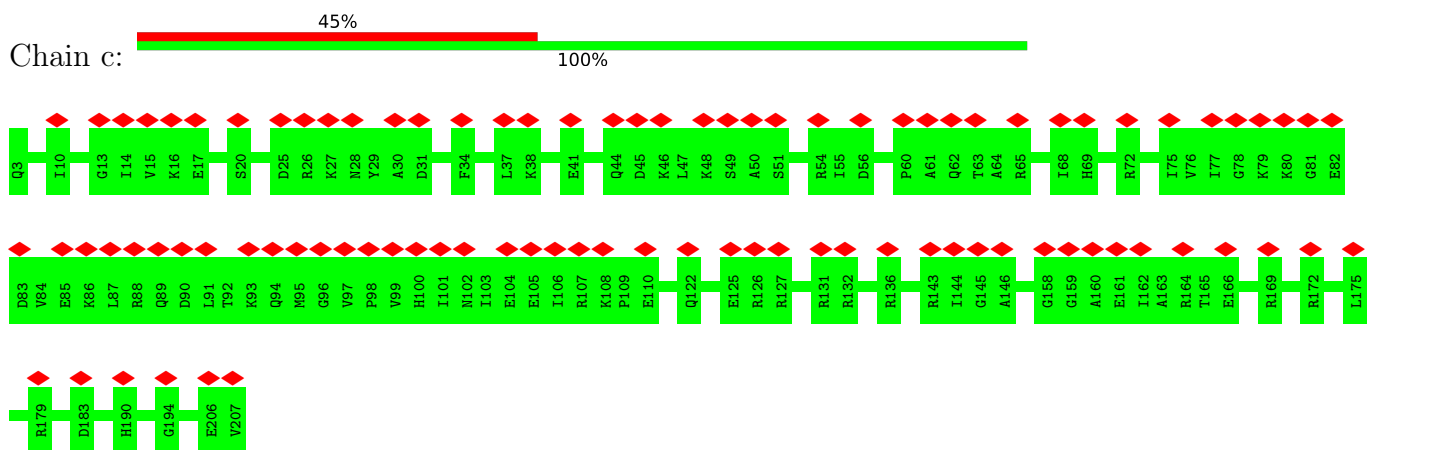 45%
Chain c:
100%
Q3 I10 G13 I14 V15 K16 E17 S20 D25 R26 K27 N28 Y29 A30 D31 F34 L37 K38 E41 Q44 D45 K46 L47 K48 S49 A50 S51 R54 I55 D56 P60 A61 Q62 T63 A64 R65 I68 H69 R72 I75 V76 I77 G78 K79 K80 G81 E82
D83 V84 E85 K86 L87 R88 Q89 D90 L91 T92 K93 Q94 M95 G96 V97 P98 V99 H100 I101 N102 I103 E104 E105 I106 R107 K108 P109 E110 Q122 E125 R126 R127 R131 R132 R136 R143 I144 G145 A146 G158 G159 A160 E161 I162 A163 R164 T165 E166 R169 R172 L175
R179 D183 H190 G194 E206 V207